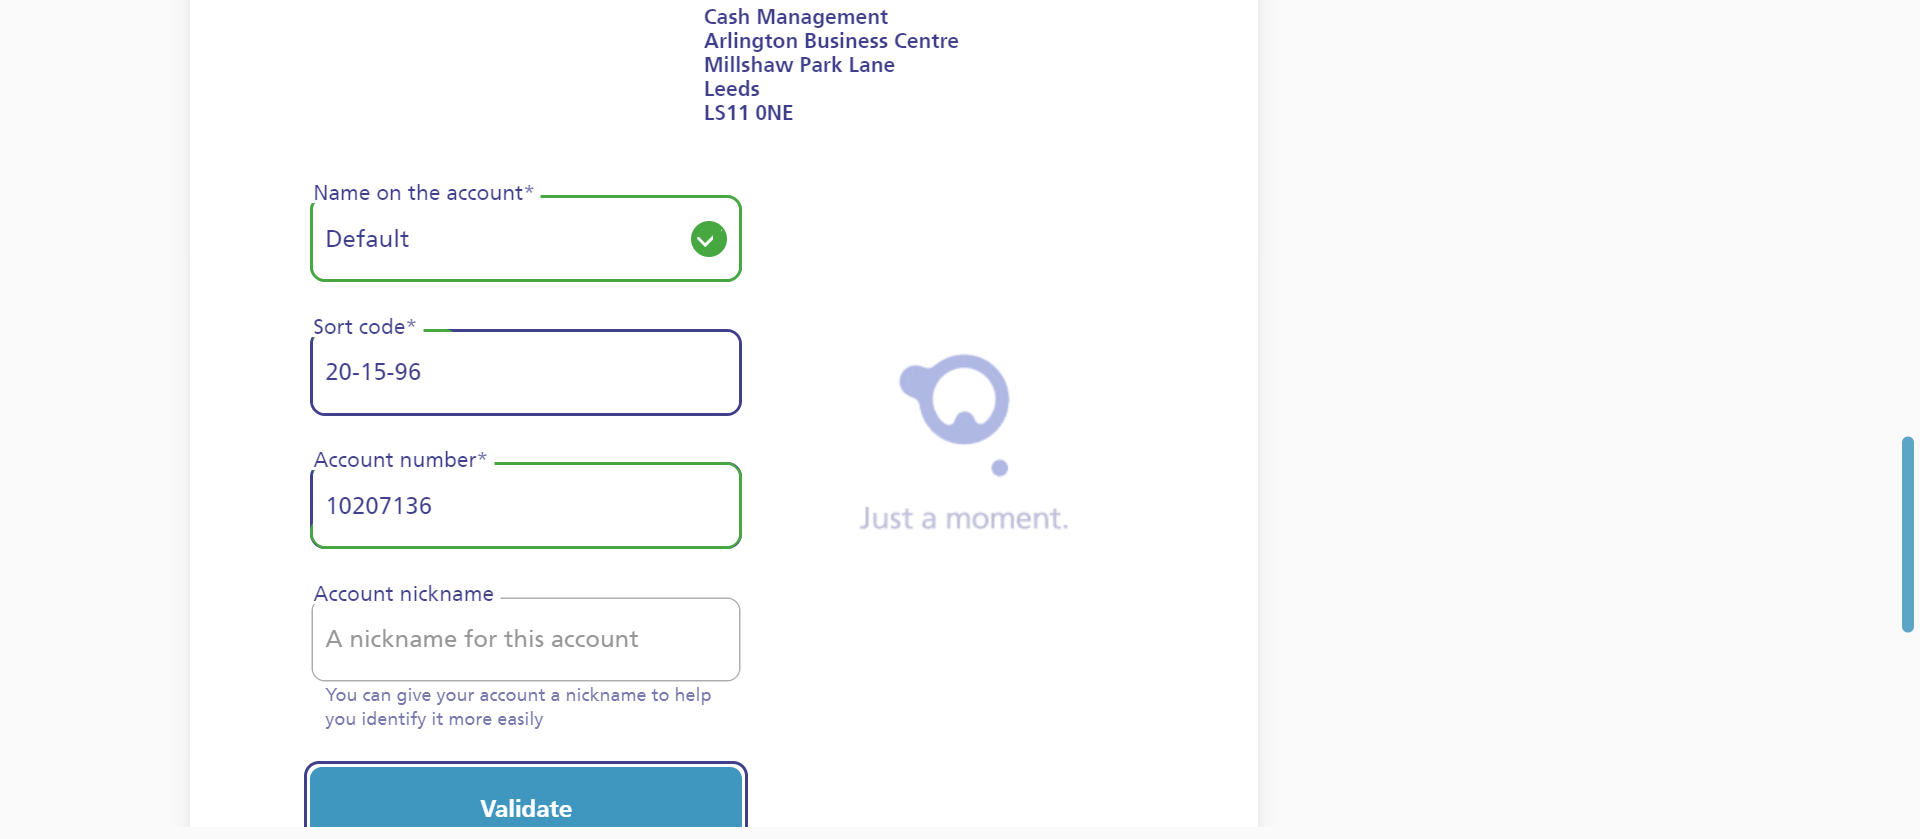 Cash Management
Arlington Business Centre
Millshaw Park Lane
Leeds
LS11 0NE
Name on the account*
Default
Sort code*
20-15-96
Account number*
10207136
Just a moment.
Account nickname
A nickname for this account
You can give your account a nickname to help
you identify it more easily
Validate